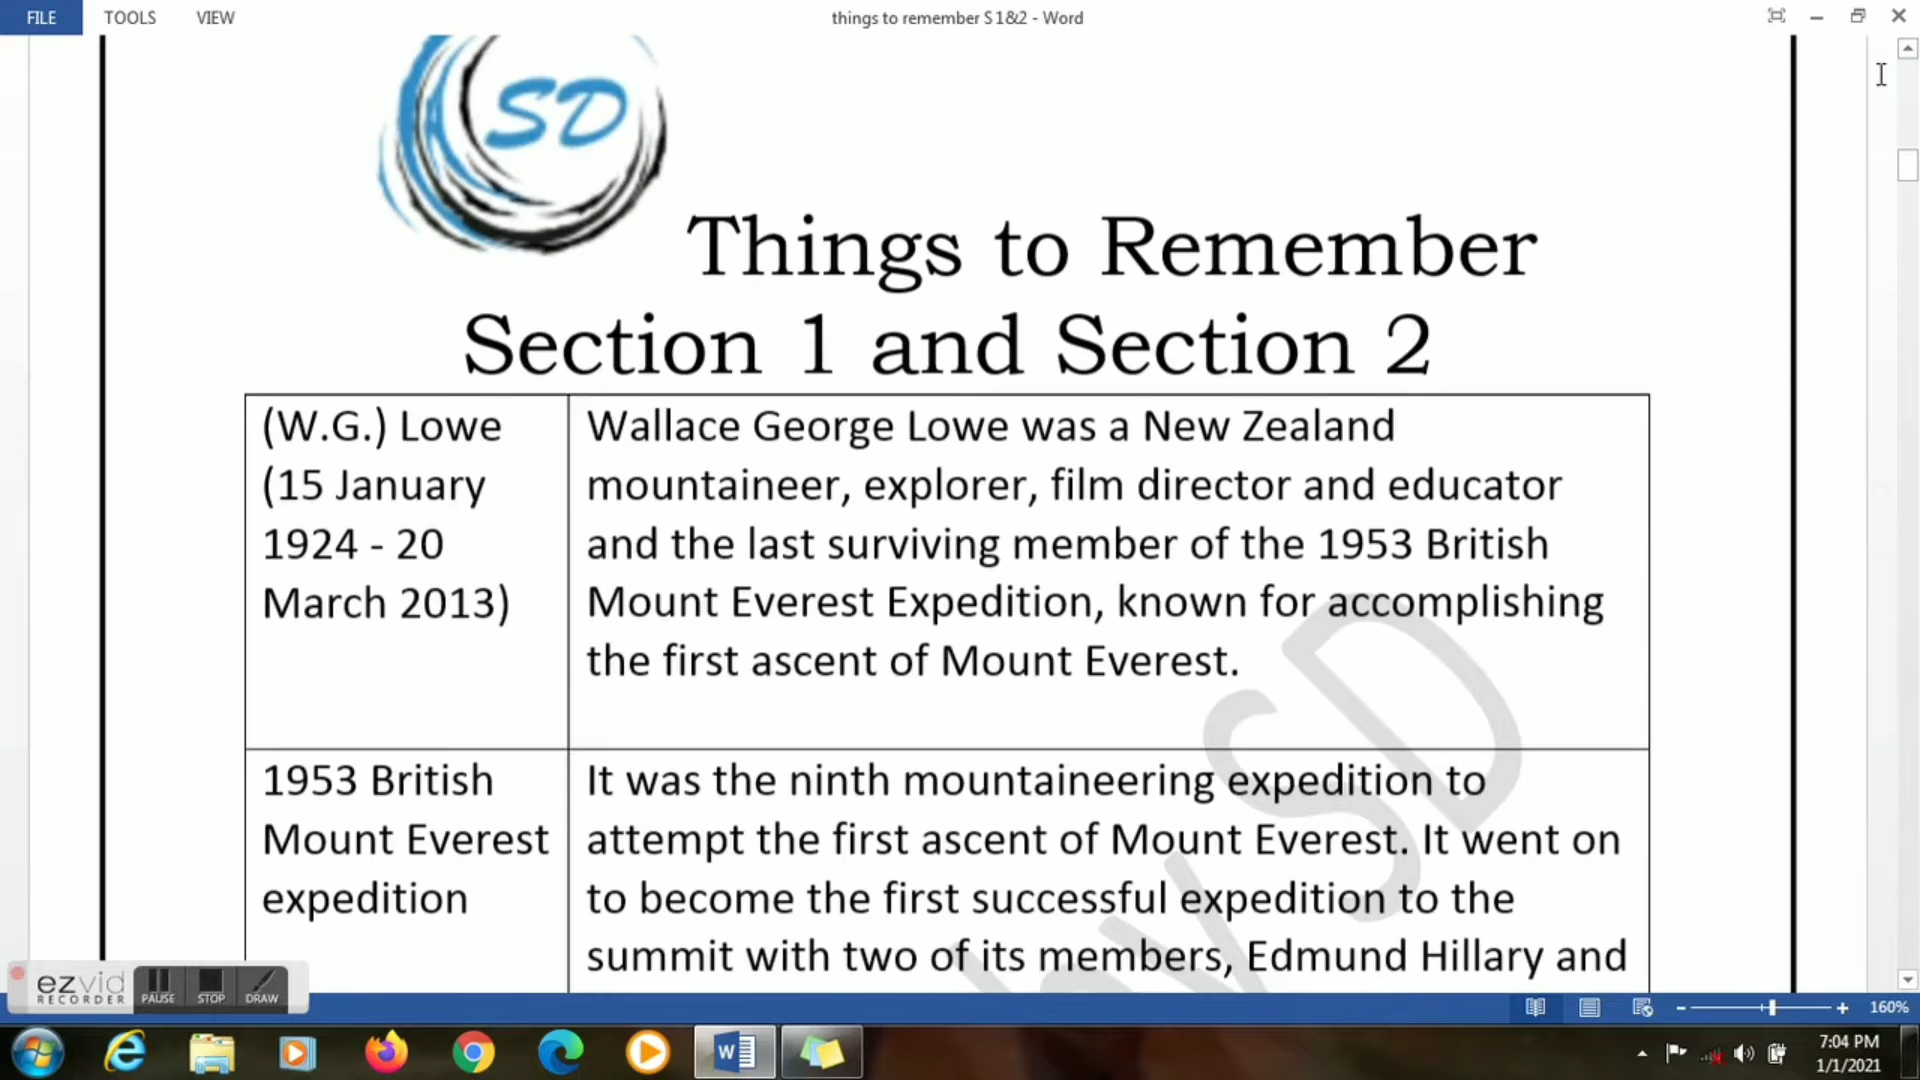 FILE TOOLS VIEW things to remember S 1&2 - Word
SD
Things to Remember
Section 1 and Section 2
(W.G.) Lowe
(15 January
1924 - 20
March 2013)
Wallace George Lowe was a New Zealand
mountaineer, explorer, film director and educator
and the last surviving member of the 1953 British
Mount Everest Expedition, known for accomplishing
the first ascent of Mount Everest.
1953 British
Mount Everest
expedition
It was the ninth mountaineering expedition to
attempt the first ascent of Mount Everest. It went on
to become the first successful expedition to the
summit with two of its members, Edmund Hillary and
SD
ezvid
RECORDER
PAUSE STOP DRAW
160%
7:04 PM
1/1/2021